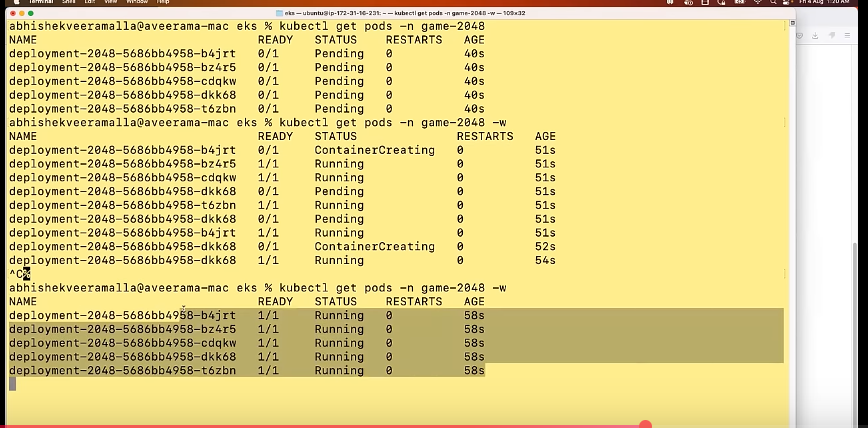 Terminal Shell Edit View Window Help Fri 4 Aug 1:20 AM
eks — ubuntu@ip-172-31-16-231: ~ — kubectl get pods -n game-2048 -w — 109×32
abhishekveeramalla@aveerama-mac eks % kubectl get pods -n game-2048
NAME READY STATUS RESTARTS AGE
deployment-2048-5686bb4958-b4jrt 0/1 Pending 0 40s
deployment-2048-5686bb4958-bz4r5 0/1 Pending 0 40s
deployment-2048-5686bb4958-cdqkw 0/1 Pending 0 40s
deployment-2048-5686bb4958-dkk68 0/1 Pending 0 40s
deployment-2048-5686bb4958-t6zbn 0/1 Pending 0 40s
abhishekveeramalla@aveerama-mac eks % kubectl get pods -n game-2048 -w
NAME READY STATUS RESTARTS AGE
deployment-2048-5686bb4958-b4jrt 0/1 ContainerCreating 0 51s
deployment-2048-5686bb4958-bz4r5 1/1 Running 0 51s
deployment-2048-5686bb4958-cdqkw 1/1 Running 0 51s
deployment-2048-5686bb4958-dkk68 0/1 Pending 0 51s
deployment-2048-5686bb4958-t6zbn 1/1 Running 0 51s
deployment-2048-5686bb4958-dkk68 0/1 Pending 0 51s
deployment-2048-5686bb4958-b4jrt 1/1 Running 0 51s
deployment-2048-5686bb4958-dkk68 0/1 ContainerCreating 0 52s
deployment-2048-5686bb4958-dkk68 1/1 Running 0 54s
^C%
abhishekveeramalla@aveerama-mac eks % kubectl get pods -n game-2048 -w
NAME READY STATUS RESTARTS AGE
deployment-2048-5686bb4958-b4jrt 1/1 Running 0 58s
deployment-2048-5686bb4958-bz4r5 1/1 Running 0 58s
deployment-2048-5686bb4958-cdqkw 1/1 Running 0 58s
deployment-2048-5686bb4958-dkk68 1/1 Running 0 58s
deployment-2048-5686bb4958-t6zbn 1/1 Running 0 58s